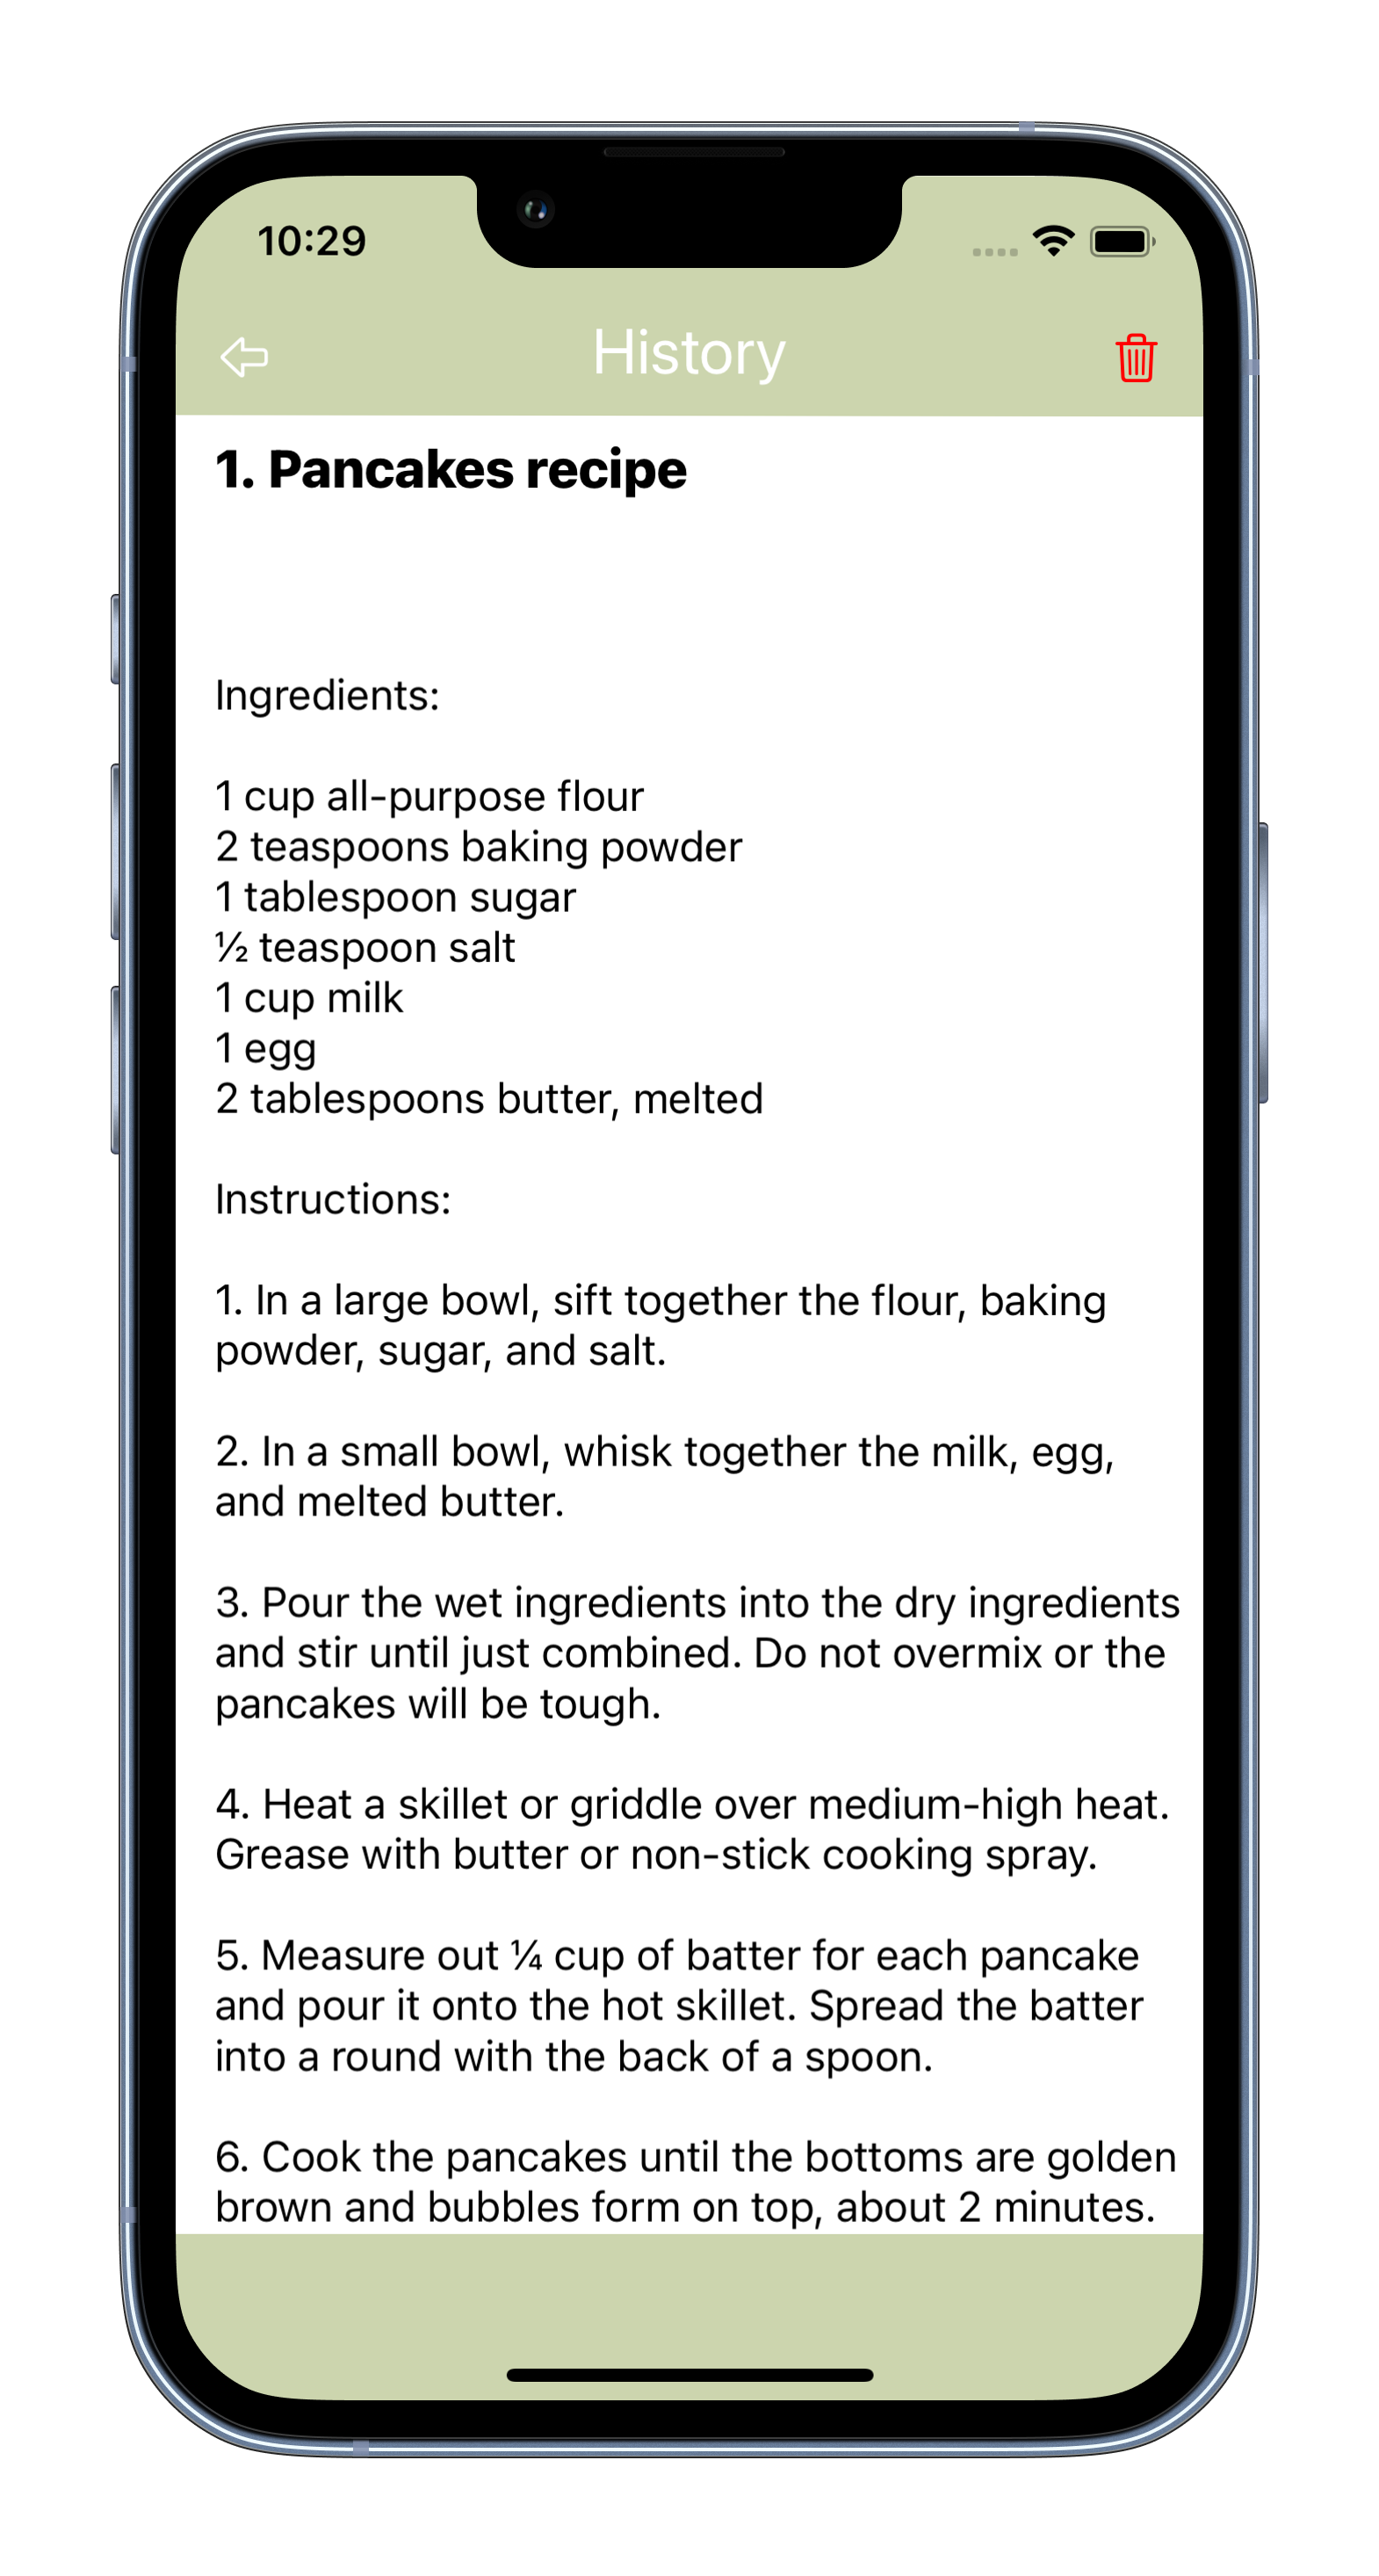 10:29
History
1. Pancakes recipe
Ingredients:
1 cup all-purpose flour
2 teaspoons baking powder
1 tablespoon sugar
½ teaspoon salt
1 cup milk
1 egg
2 tablespoons butter, melted
Instructions:
1. In a large bowl, sift together the flour, baking
powder, sugar, and salt.
2. In a small bowl, whisk together the milk, egg,
and melted butter.
3. Pour the wet ingredients into the dry ingredients
and stir until just combined. Do not overmix or the
pancakes will be tough.
4. Heat a skillet or griddle over medium-high heat.
Grease with butter or non-stick cooking spray.
5. Measure out ¼ cup of batter for each pancake
and pour it onto the hot skillet. Spread the batter
into a round with the back of a spoon.
6. Cook the pancakes until the bottoms are golden
brown and bubbles form on top, about 2 minutes.